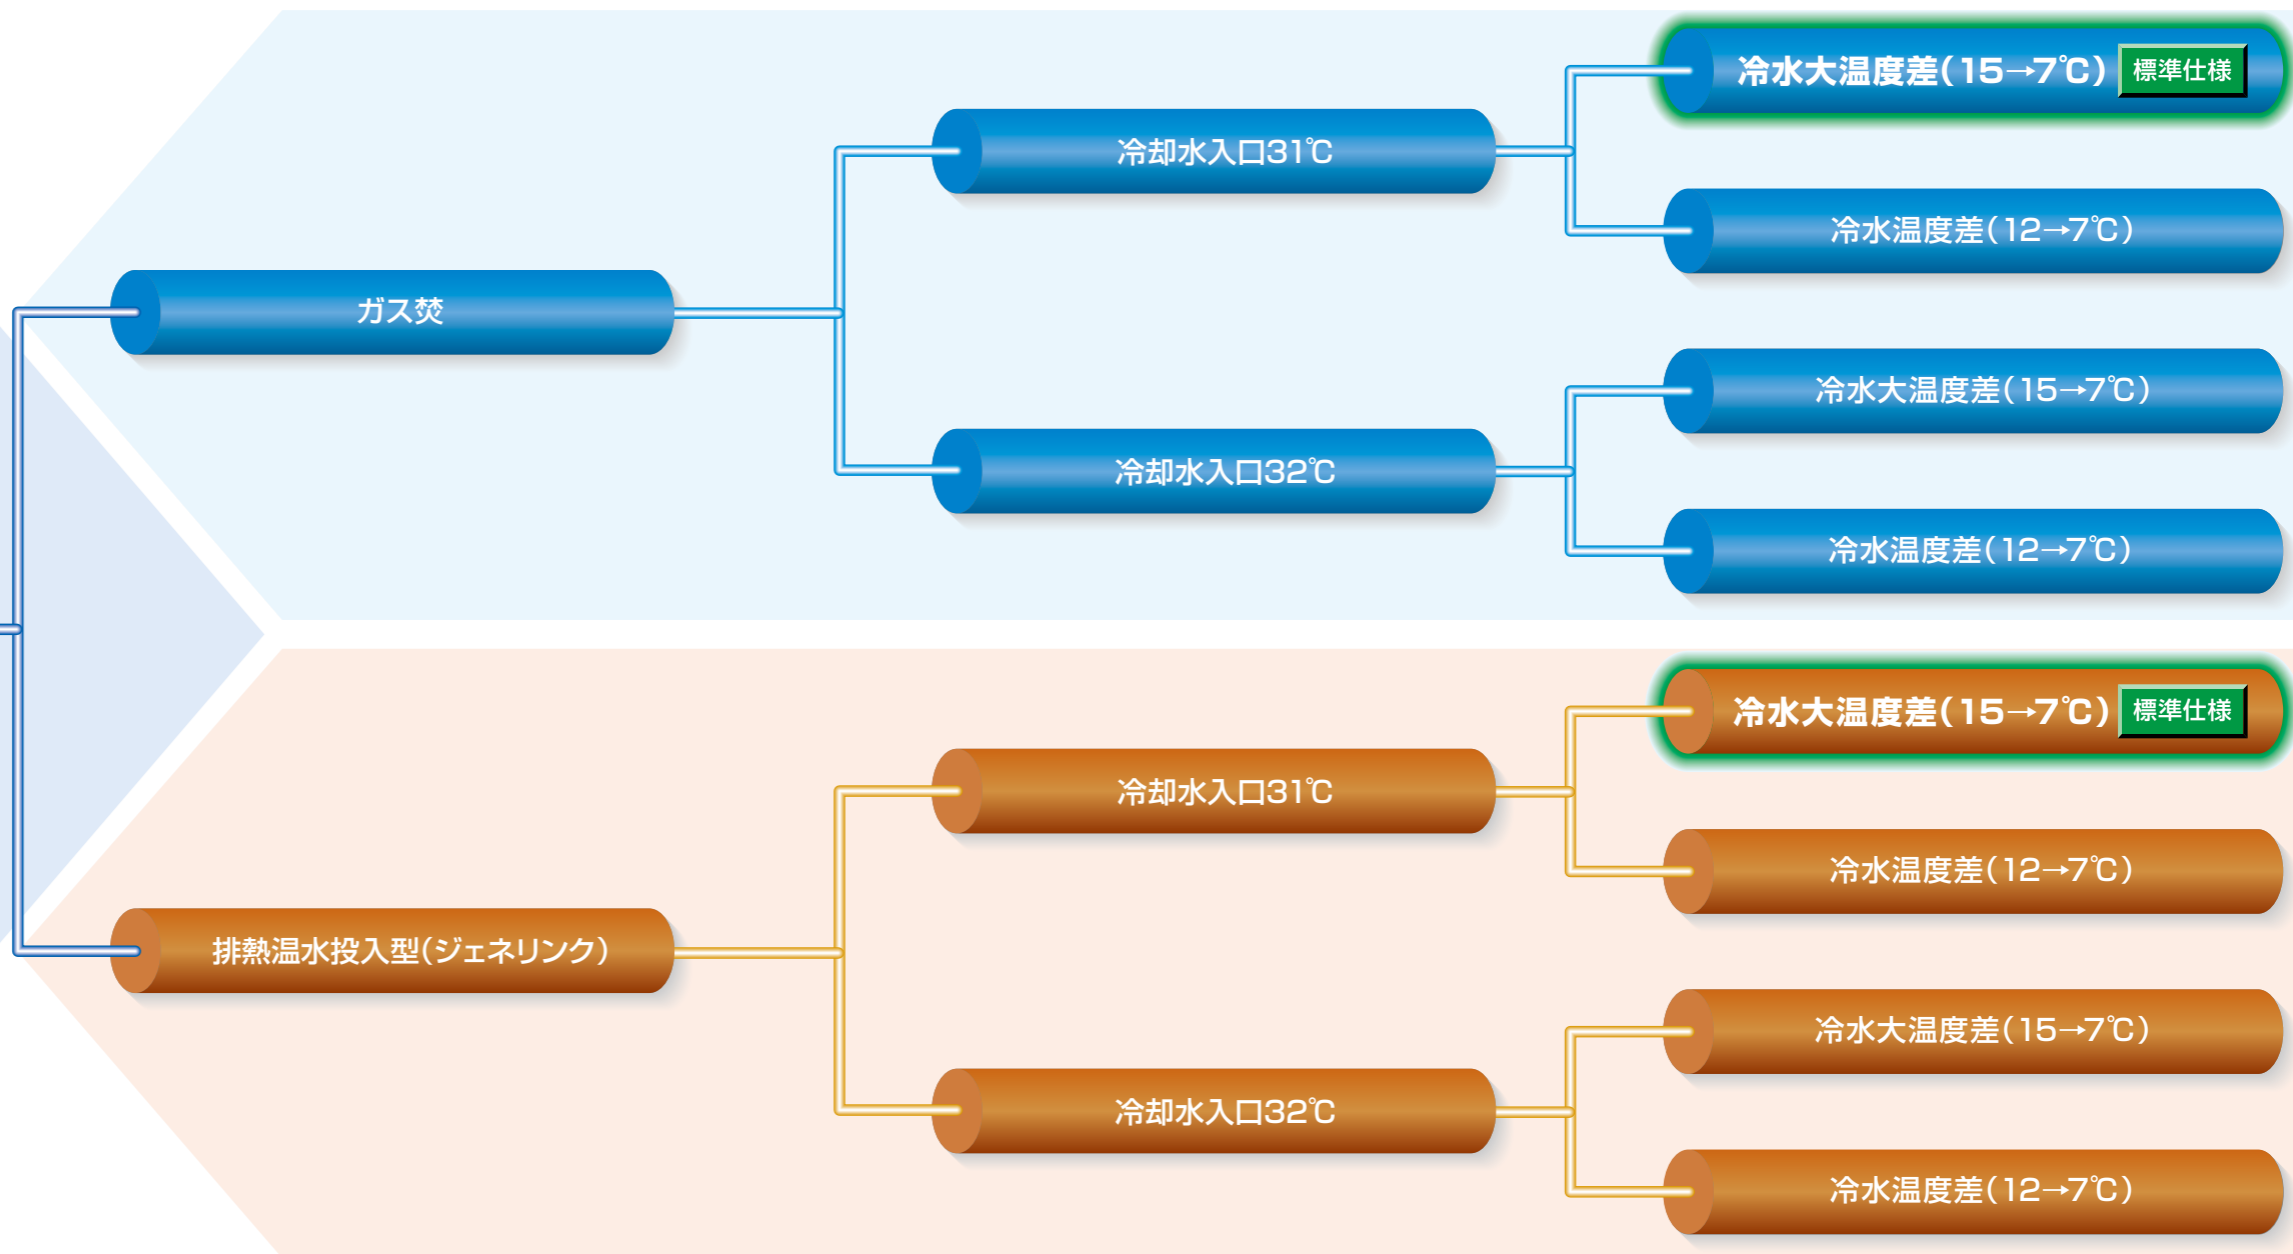 冷水大温度差(15→7℃) 標準仕様
冷却水入口31℃
冷水温度差(12→7℃)
ガス焚
冷水大温度差(15→7℃)
冷却水入口32℃
冷水温度差(12→7℃)
冷水大温度差(15→7℃) 標準仕様
冷却水入口31℃
冷水温度差(12→7℃)
排熱温水投入型(ジェネリンク)
冷水大温度差(15→7℃)
冷却水入口32℃
冷水温度差(12→7℃)